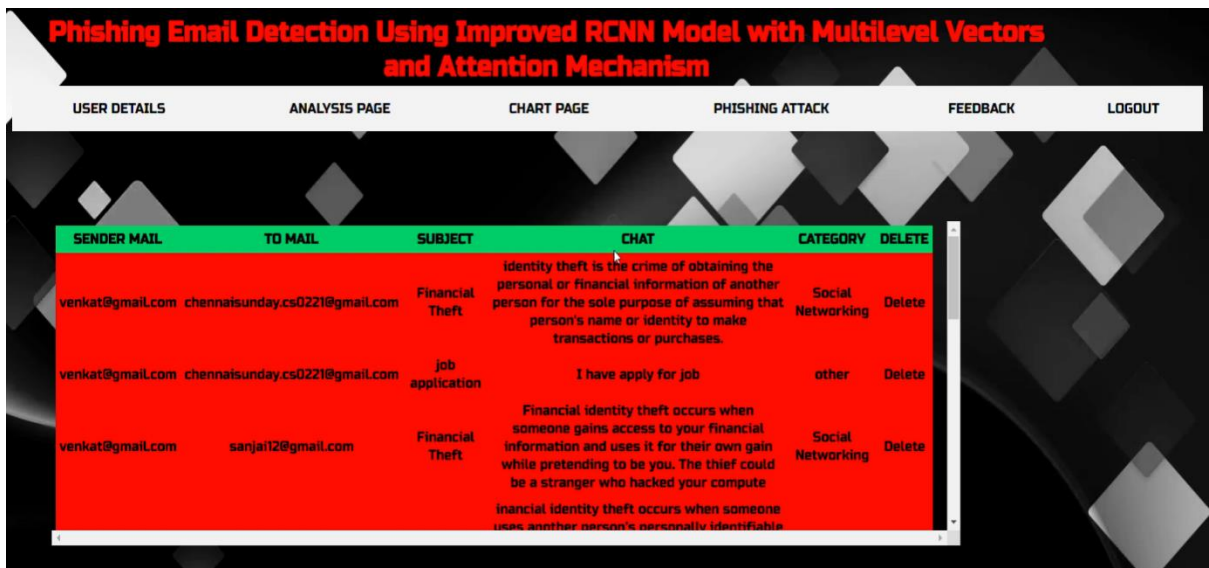 Phishing Email Detection Using Improved RCNN Model with Multilevel Vectors
and Attention Mechanism
USER DETAILS ANALYSIS PAGE CHART PAGE PHISHING ATTACK FEEDBACK LOGOUT
SENDER MAIL TO MAIL SUBJECT CHAT CATEGORY DELETE
venkat@gmail.com chennaisunday.cs0221@gmail.com
Financial
Theft
identity theft is the crime of obtaining the
personal or financial information of another
person for the sole purpose of assuming that
person's name or identity to make
transactions or purchases.
Social
Networking
Delete
venkat@gmail.com chennaisunday.cs0221@gmail.com
job
application
I have apply for job
other
Delete
venkat@gmail.com sanjai12@gmail.com
Financial
Theft
Financial identity theft occurs when
someone gains access to your financial
information and uses it for their own gain
while pretending to be you. The thief could
be a stranger who hacked your compute
Social
Networking
Delete
inancial identity theft occurs when someone
uses another person's personally identifiable